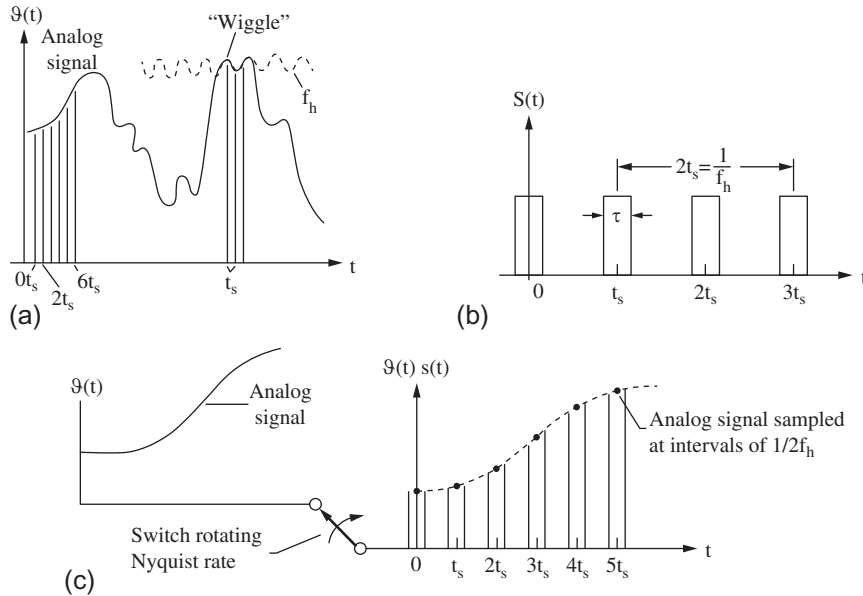 ϑ(t)
“Wiggle”
Analog
signal
f_h
t
0t_s
2t_s
6t_s
t_s
(a)
S(t)
2t_s = 1/f_h
τ
0
t_s
2t_s
3t_s
t
(b)
ϑ(t)
Analog
signal
Switch rotating
Nyquist rate
ϑ(t) s(t)
Analog signal sampled
at intervals of 1/2f_h
0
t_s
2t_s
3t_s
4t_s
5t_s
t
(c)